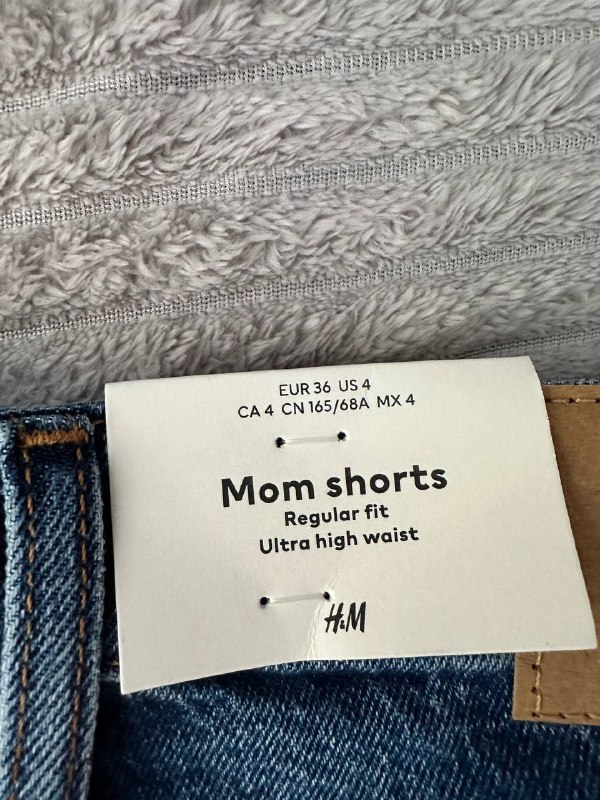 EUR 36 US 4
CA 4 CN 165/68A MX 4
Mom shorts
Regular fit
Ultra high waist
H&M